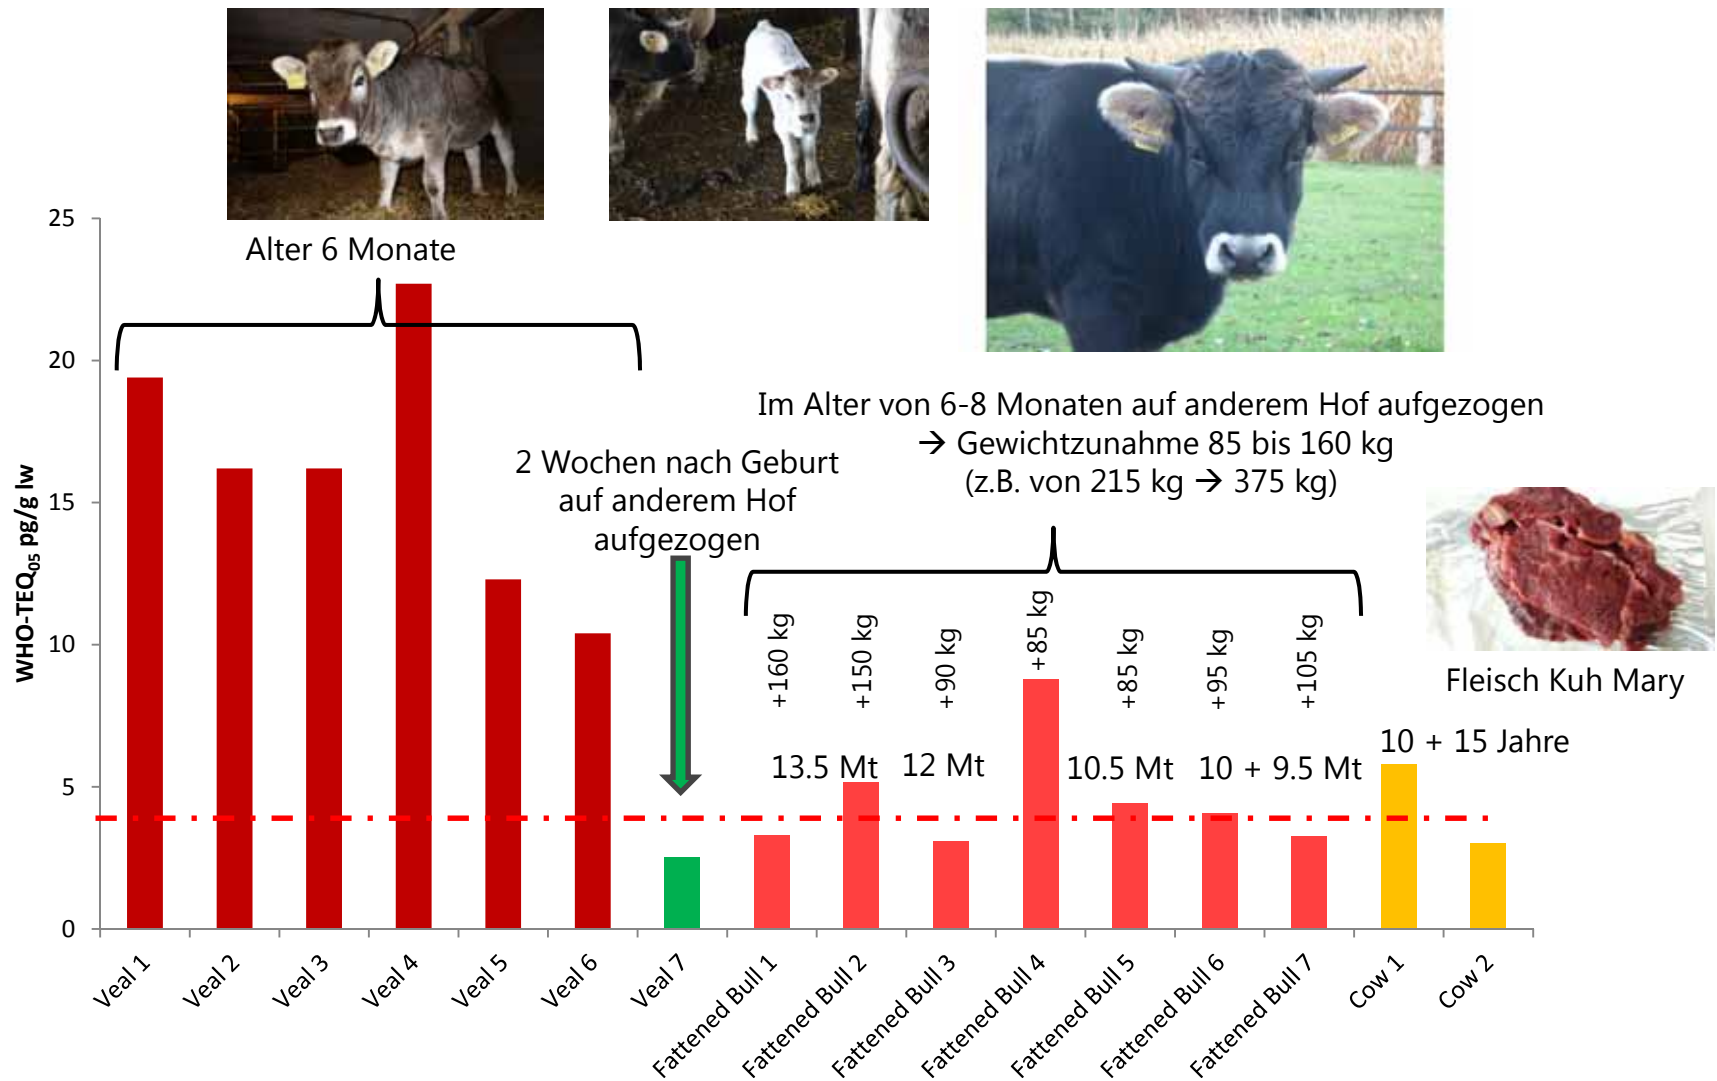 Alter 6 Monate
Im Alter von 6-8 Monaten auf anderem Hof aufgezogen
→ Gewichtzunahme 85 bis 160 kg
(z.B. von 215 kg → 375 kg)
2 Wochen nach Geburt
auf anderem Hof
aufgezogen
Fleisch Kuh Mary
WHO-TEQ05 pg/g lw
25
20
15
10
5
0
+160 kg
+150 kg
+90 kg
+85 kg
+85 kg
+95 kg
+105 kg
13.5 Mt
12 Mt
10.5 Mt
10 + 9.5 Mt
10 + 15 Jahre
Veal 1
Veal 2
Veal 3
Veal 4
Veal 5
Veal 6
Veal 7
Fattened Bull 1
Fattened Bull 2
Fattened Bull 3
Fattened Bull 4
Fattened Bull 5
Fattened Bull 6
Fattened Bull 7
Cow 1
Cow 2